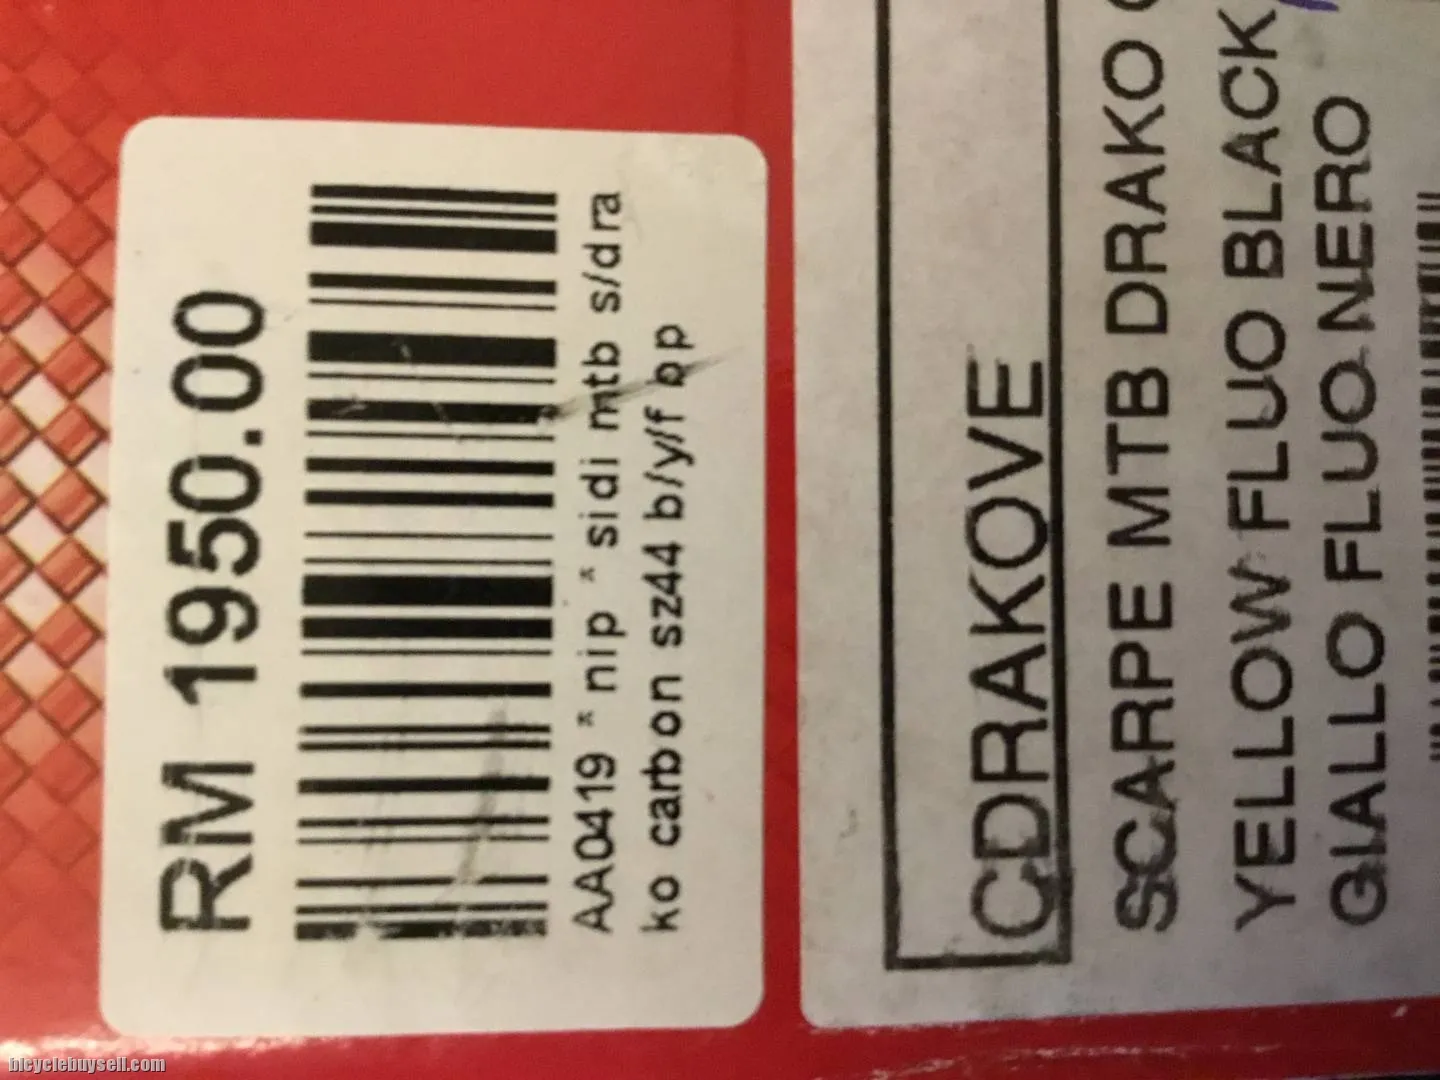 RM 1950.00
AA0419 *nip *sidi mtb s/dra
ko carbon sz44 b/y/f pp
CDRAKOVE
SCARPE MTB DRAKO
YELLOW FLUO BLACK
GIALLO FLUO NERO
bicyclebuysell.com